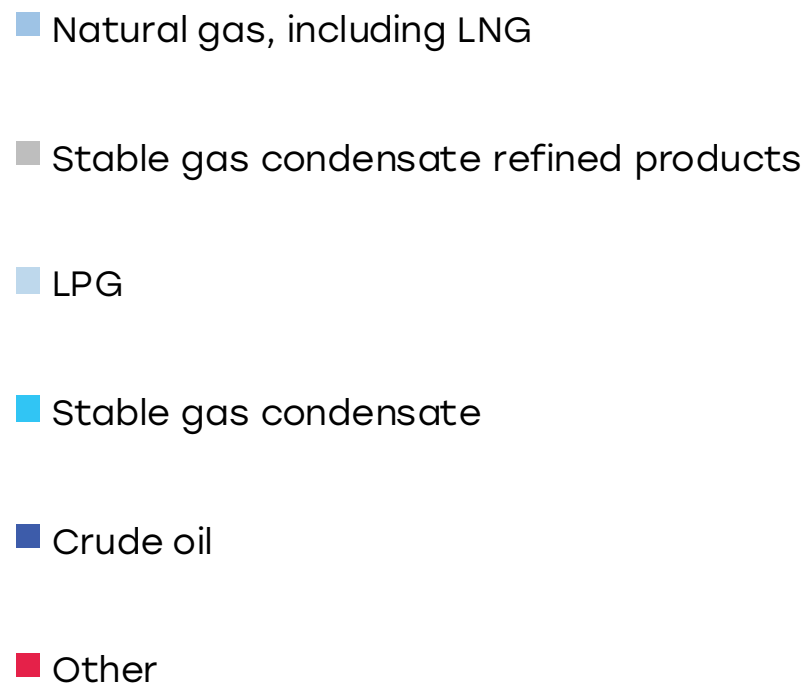 Natural gas, including LNG
Stable gas condensate refined products
LPG
Stable gas condensate
Crude oil
Other